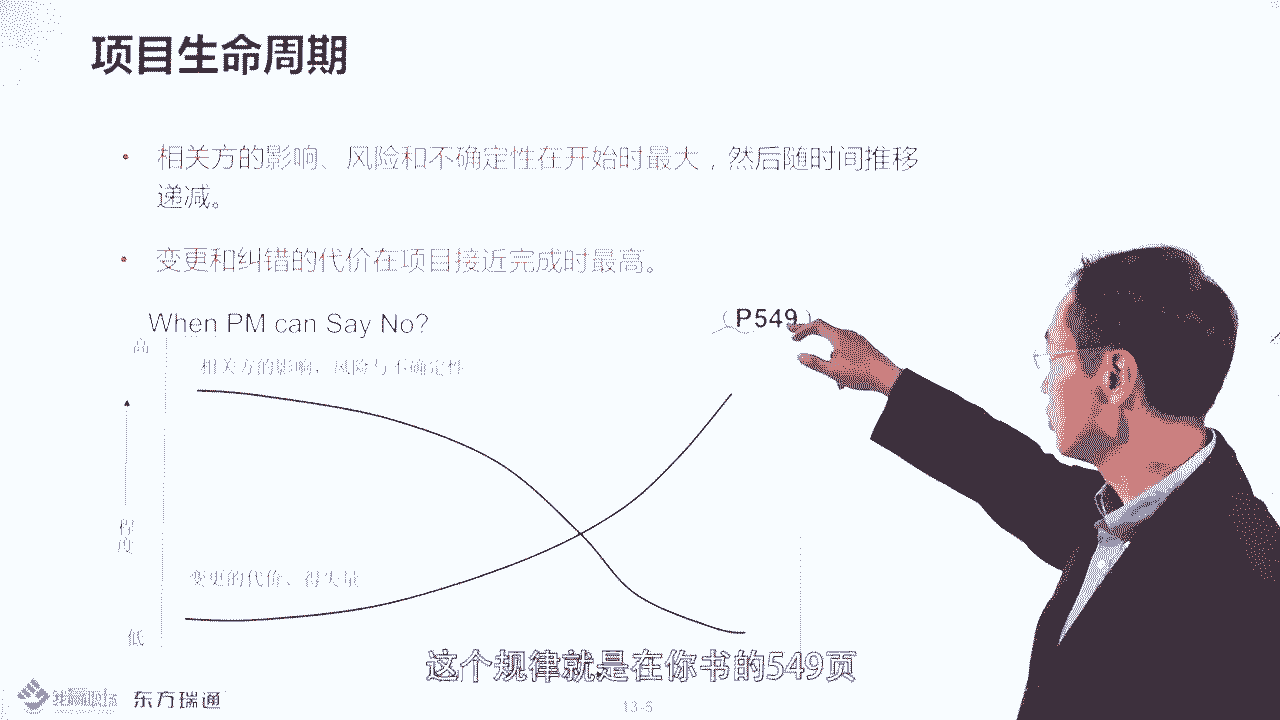 项目生命周期
• 相关方的影响、风险和不确定性在开始时最大，然后随时间推移
递减。
• 变更和纠错的代价在项目接近完成时最高。
When PM can Say No?
（P549）
高
相关方的影响，风险与不确定性
程度
变更的代价、得失量
低
这个规律就是在你书的549页
东方瑞通
13-5